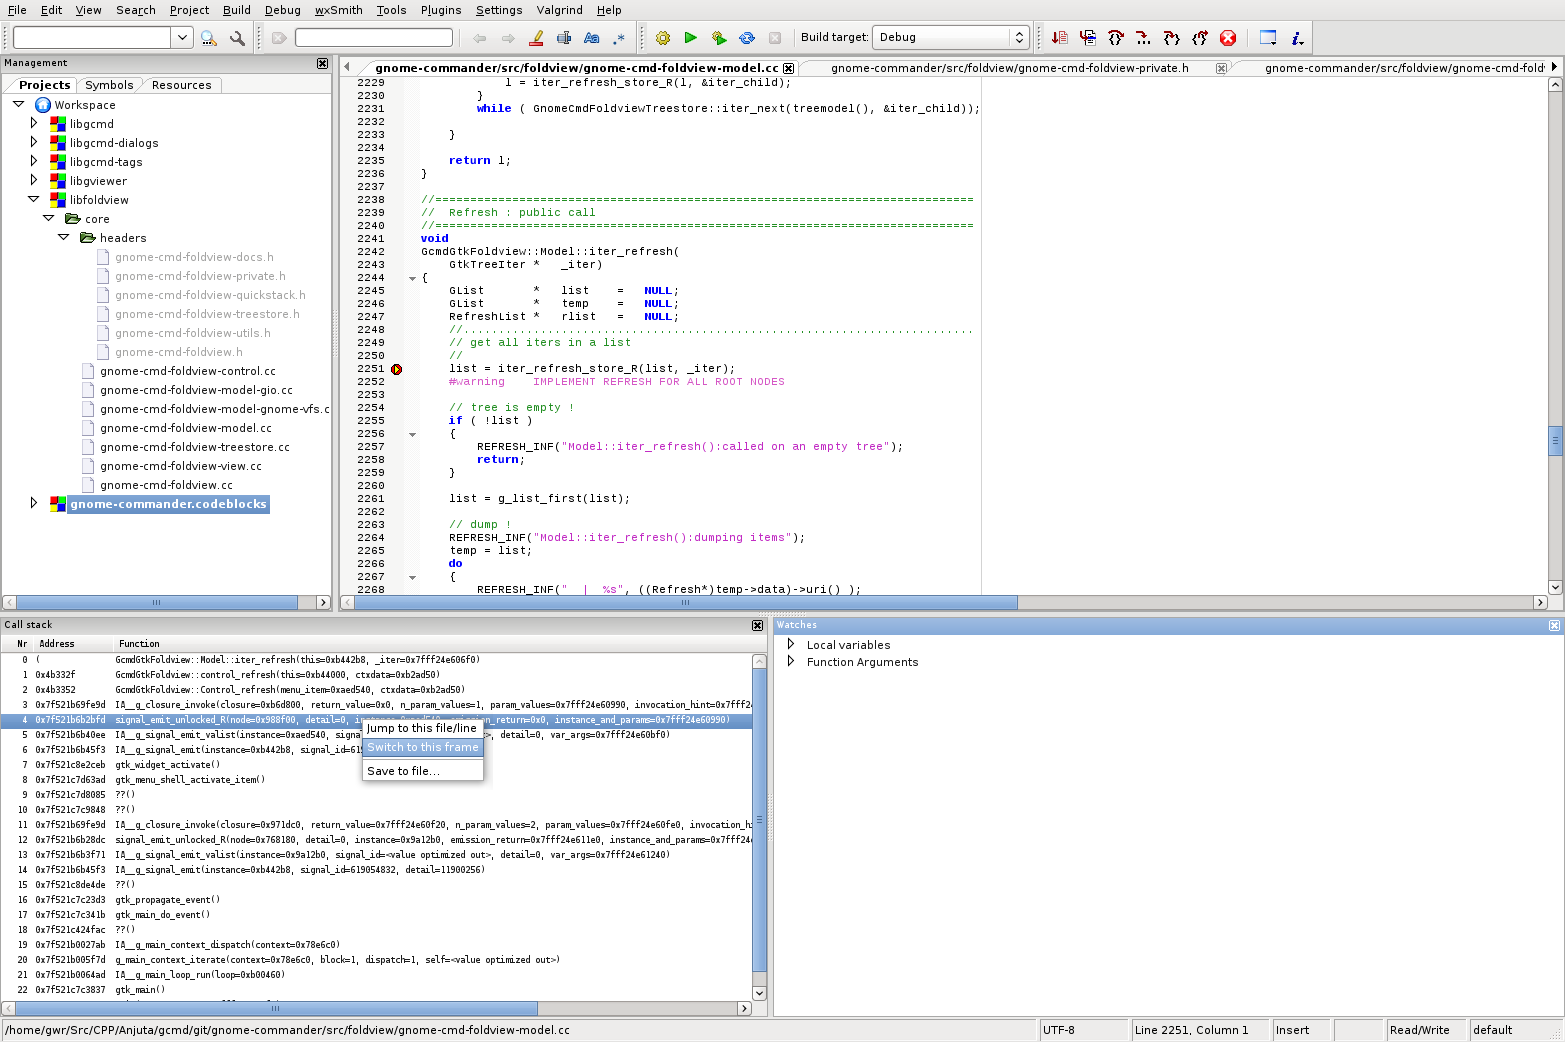 File Edit View Search Project Build Debug wxSmith Tools Plugins Settings Valgrind Help
Build target: Debug
Management
Projects Symbols Resources
Workspace
libgcmd
libgcmd-dialogs
libgcmd-tags
libgviewer
libfoldview
core
headers
gnome-cmd-foldview-docs.h
gnome-cmd-foldview-private.h
gnome-cmd-foldview-quickstack.h
gnome-cmd-foldview-treestore.h
gnome-cmd-foldview-utils.h
gnome-cmd-foldview.h
gnome-cmd-foldview-control.cc
gnome-cmd-foldview-model-gio.cc
gnome-cmd-foldview-model-gnome-vfs.c
gnome-cmd-foldview-model.cc
gnome-cmd-foldview-treestore.cc
gnome-cmd-foldview-view.cc
gnome-cmd-foldview.cc
gnome-commander.codeblocks
gnome-commander/src/foldview/gnome-cmd-foldview-model.cc gnome-commander/src/foldview/gnome-cmd-foldview-private.h gnome-commander/src/foldview/gnome-cmd-fold
2229 l = iter_refresh_store_R(l, &iter_child);
2230 }
2231 while ( GnomeCmdFoldviewTreestore::iter_next(treemodel(), &iter_child));
2232
2233 }
2234
2235 return l;
2236 }
2237
2238 //=============================================================================
2239 // Refresh : public call
2240 //=============================================================================
2241 void
2242 GcmdGtkFoldview::Model::iter_refresh(
2243 GtkTreeIter * _iter)
2244 {
2245 GList * list = NULL;
2246 GList * temp = NULL;
2247 RefreshList * rlist = NULL;
2248 //.........................................................................
2249 // get all iters in a list
2250 //
2251 list = iter_refresh_store_R(list, _iter);
2252 #warning IMPLEMENT REFRESH FOR ALL ROOT NODES
2253
2254 // tree is empty !
2255 if ( !list )
2256 {
2257 REFRESH_INF("Model::iter_refresh():called on an empty tree");
2258 return;
2259 }
2260
2261 list = g_list_first(list);
2262
2263 // dump !
2264 REFRESH_INF("Model::iter_refresh():dumping items");
2265 temp = list;
2266 do
2267 {
2268 REFRESH_INF("  |  %s", ((Refresh*)temp->data)->uri() );
Call stack
Nr Address Function
0 ( GcmdGtkFoldview::Model::iter_refresh(this=0xb442b8, _iter=0x7fff24e606f0)
1 0x4b332f GcmdGtkFoldview::control_refresh(this=0xb44000, ctxdata=0xb2ad50)
2 0x4b3352 GcmdGtkFoldview::Control_refresh(menu_item=0xaed540, ctxdata=0xb2ad50)
3 0x7f521b69fe9d IA__g_closure_invoke(closure=0xb6d800, return_value=0x0, n_param_values=1, param_values=0x7fff24e60990, invocation_hint=0x7fff24
4 0x7f521b6b2bfd signal_emit_unlocked_R(node=0x988f00, detail=0, instance=0xaed540, emission_return=0x0, instance_and_params=0x7fff24e60990)
5 0x7f521b6b40ee IA__g_signal_emit_valist(instance=0xaed540, signa >, detail=0, var_args=0x7fff24e60bf0)
6 0x7f521b6b45f3 IA__g_signal_emit(instance=0xb442b8, signal_id=619
7 0x7f521c8e2ceb gtk_widget_activate()
8 0x7f521c7d63ad gtk_menu_shell_activate_item()
9 0x7f521c7d8085 ??()
10 0x7f521c7c9848 ??()
11 0x7f521b69fe9d IA__g_closure_invoke(closure=0x971dc0, return_value=0x7fff24e60f20, n_param_values=2, param_values=0x7fff24e60fe0, invocation_hi
12 0x7f521b6b28dc signal_emit_unlocked_R(node=0x768180, detail=0, instance=0x9a12b0, emission_return=0x7fff24e611e0, instance_and_params=0x7fff24e
13 0x7f521b6b3f71 IA__g_signal_emit_valist(instance=0x9a12b0, signal_id=<value optimized out>, detail=0, var_args=0x7fff24e61240)
14 0x7f521b6b45f3 IA__g_signal_emit(instance=0xb442b8, signal_id=619054832, detail=11900256)
15 0x7f521c8de4de ??()
16 0x7f521c7c23d3 gtk_propagate_event()
17 0x7f521c7c341b gtk_main_do_event()
18 0x7f521c424fac ??()
19 0x7f521b0027ab IA__g_main_context_dispatch(context=0x78e6c0)
20 0x7f521b005f7d g_main_context_iterate(context=0x78e6c0, block=1, dispatch=1, self=<value optimized out>)
21 0x7f521b0064ad IA__g_main_loop_run(loop=0xb00460)
22 0x7f521c7c3837 gtk_main()
Jump to this file/line
Switch to this frame
Save to file...
Watches
Local variables
Function Arguments
/home/gwr/Src/CPP/Anjuta/gcmd/git/gnome-commander/src/foldview/gnome-cmd-foldview-model.cc UTF-8 Line 2251, Column 1 Insert Read/Write default